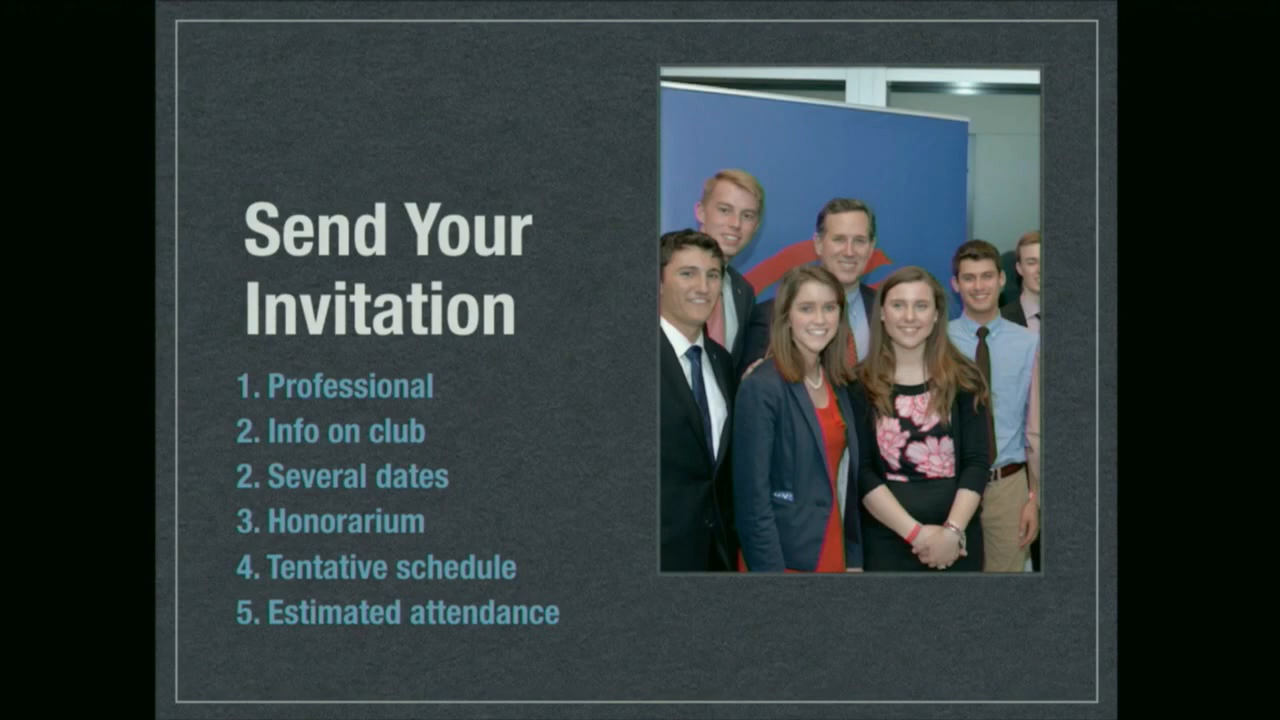 Send Your
Invitation
1. Professional
2. Info on club
2. Several dates
3. Honorarium
4. Tentative schedule
5. Estimated attendance